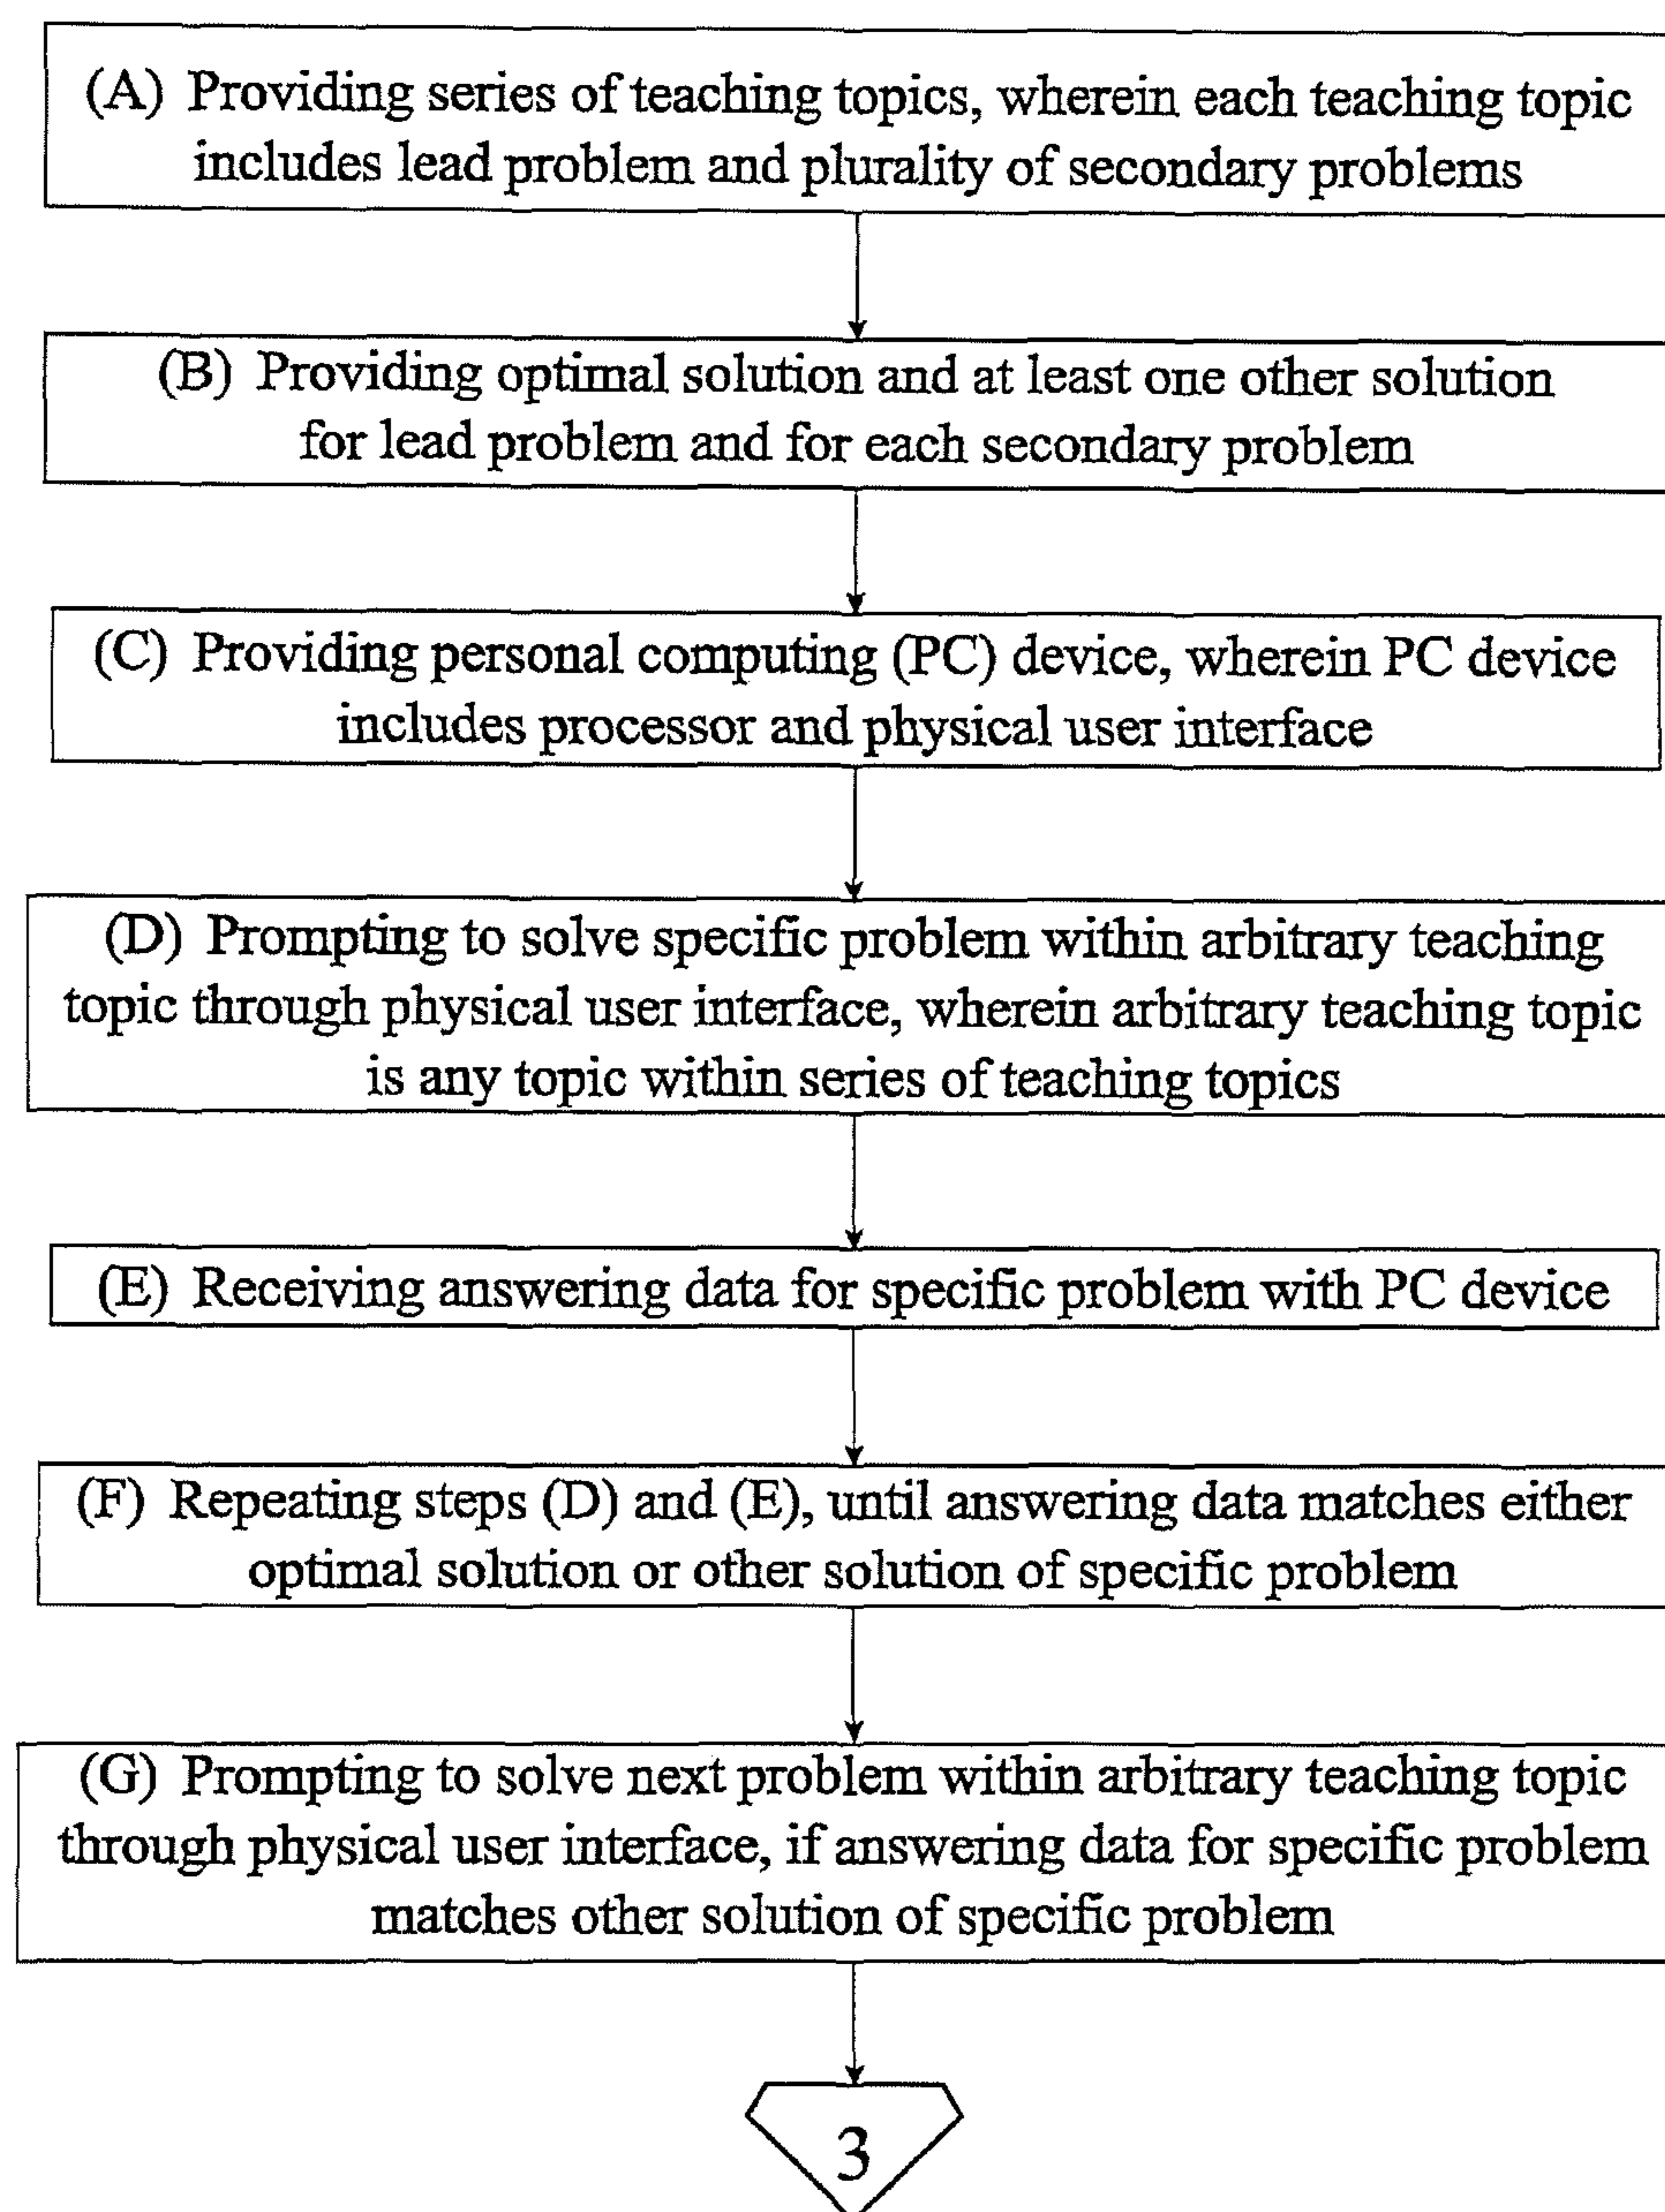 (A) Providing series of teaching topics, wherein each teaching topic
includes lead problem and plurality of secondary problems
(B) Providing optimal solution and at least one other solution
for lead problem and for each secondary problem
(C) Providing personal computing (PC) device, wherein PC device
includes processor and physical user interface
(D) Prompting to solve specific problem within arbitrary teaching
topic through physical user interface, wherein arbitrary teaching topic
is any topic within series of teaching topics
(E) Receiving answering data for specific problem with PC device
(F) Repeating steps (D) and (E), until answering data matches either
optimal solution or other solution of specific problem
(G) Prompting to solve next problem within arbitrary teaching topic
through physical user interface, if answering data for specific problem
matches other solution of specific problem
3